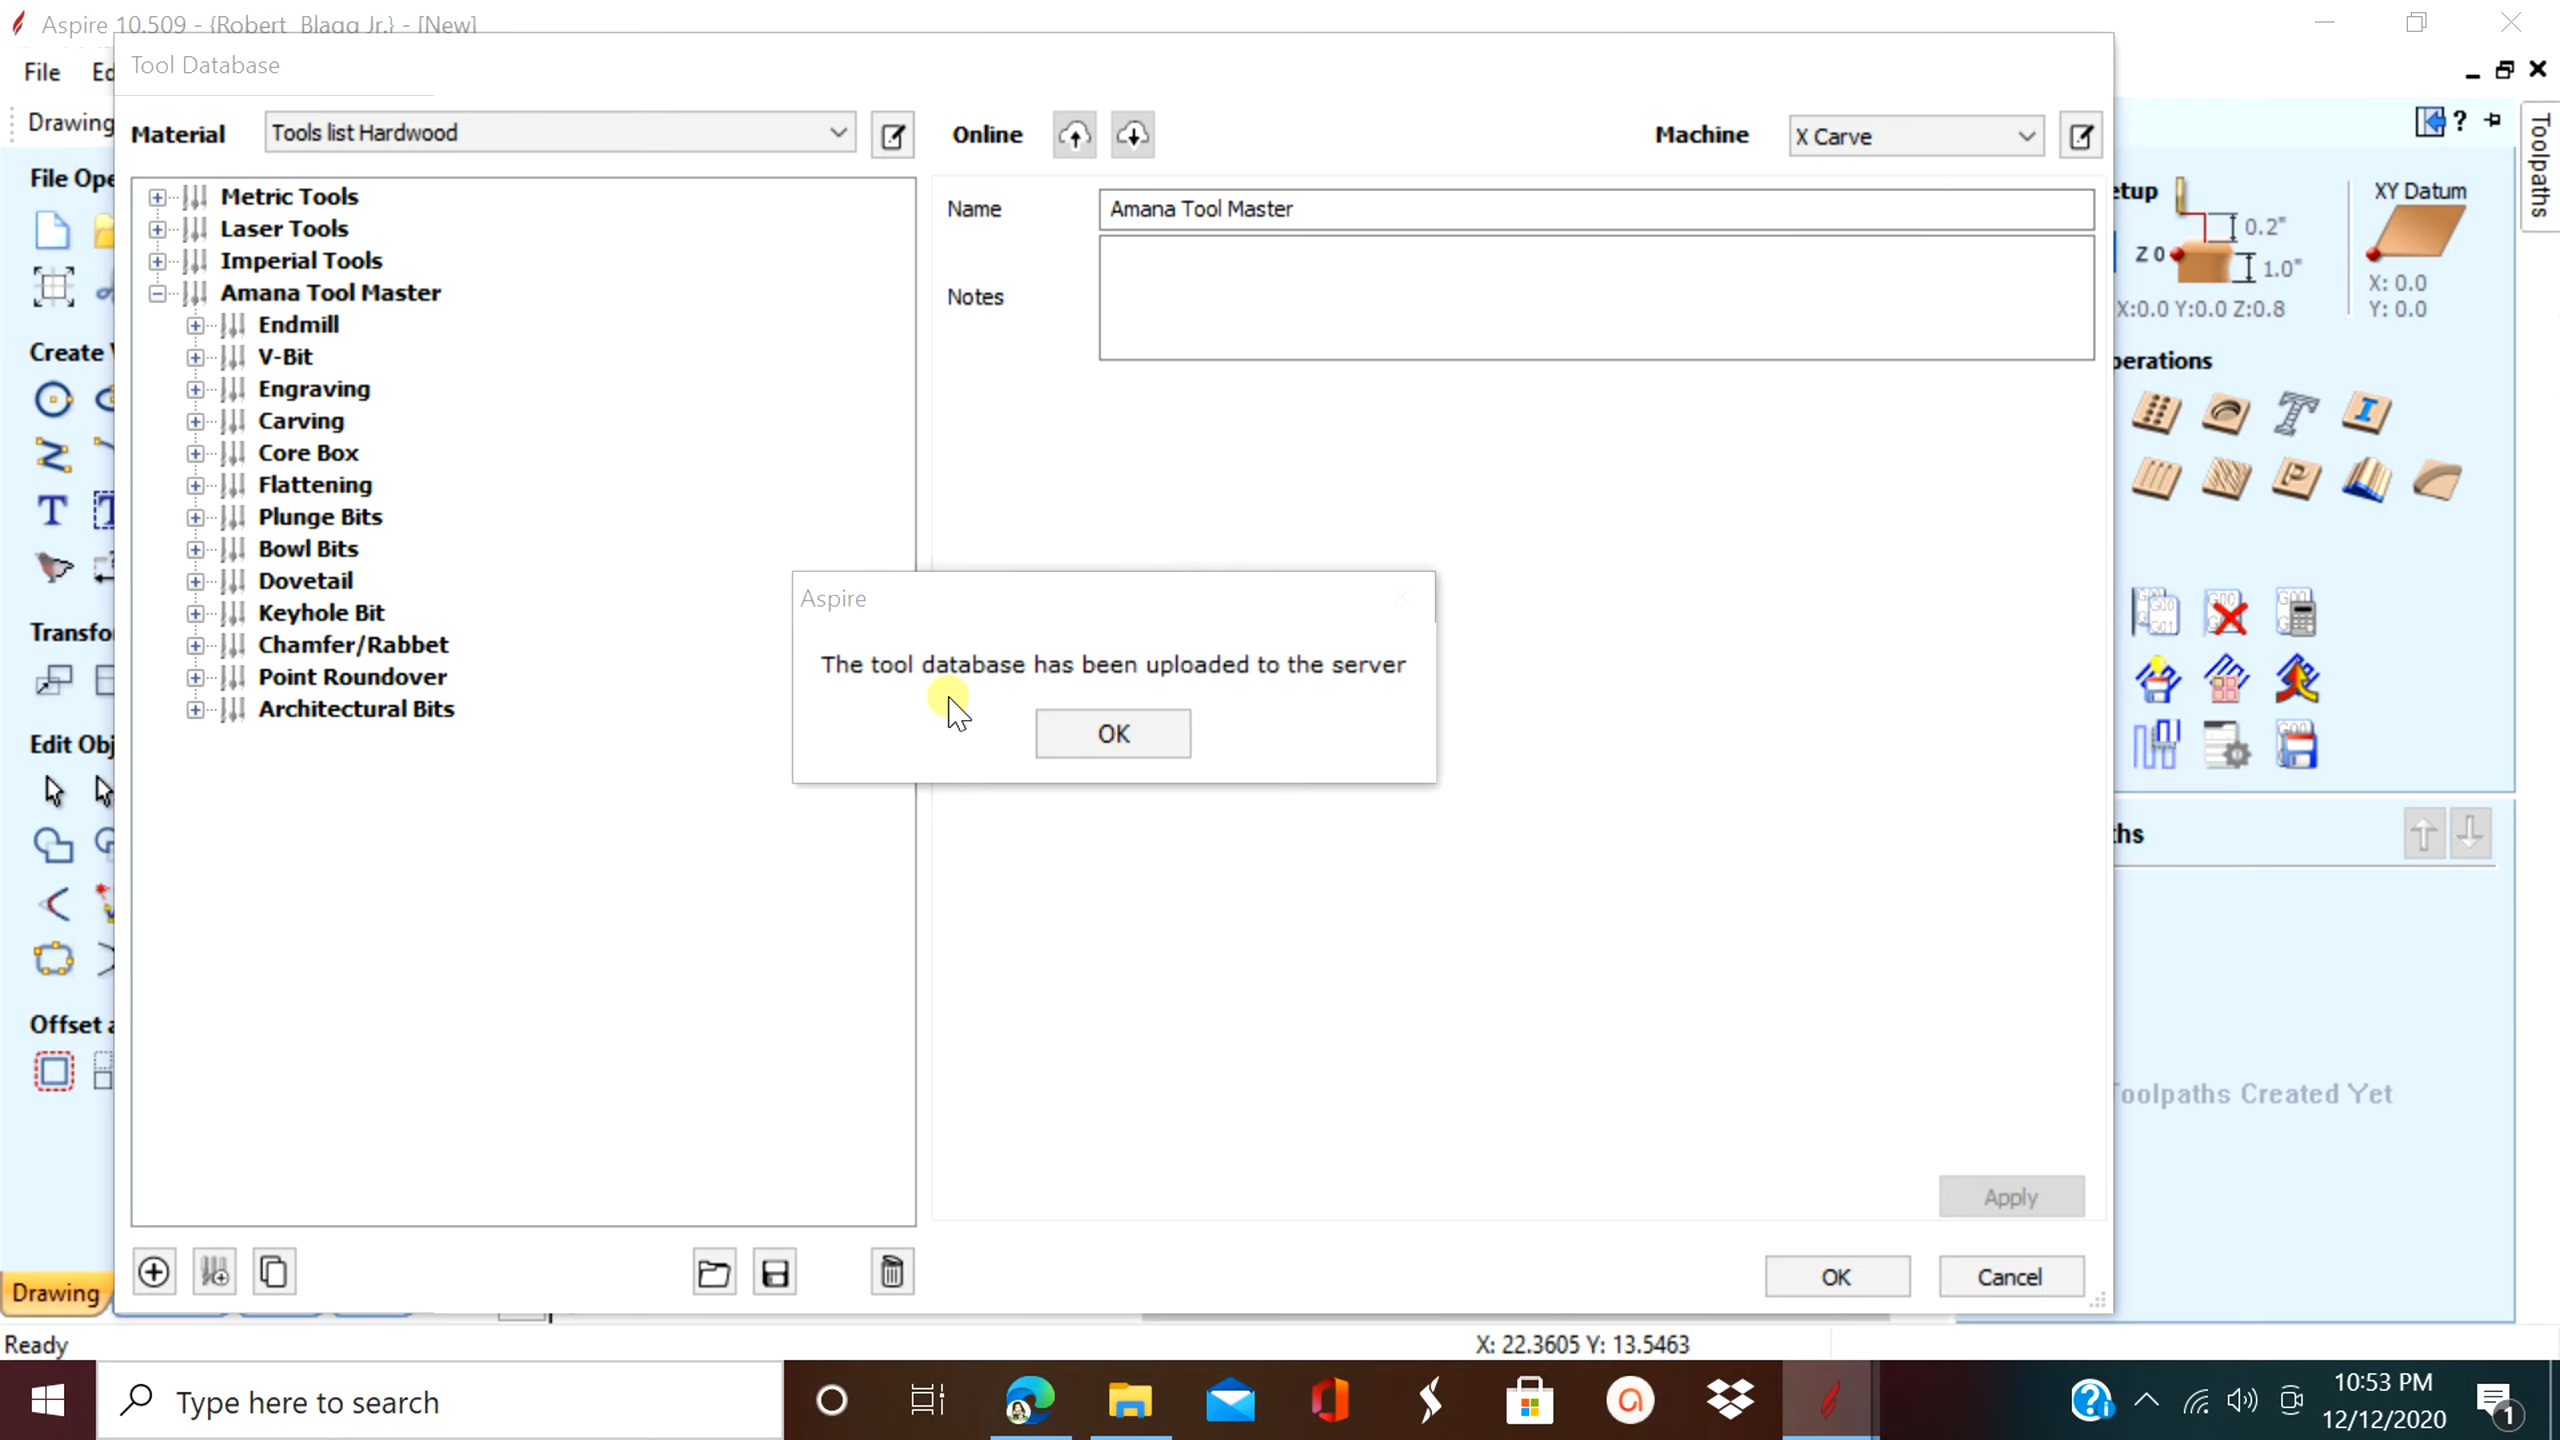 Aspire 10.509 - {Robert Blagg Jr.} - [New]
File Ed
Tool Database
Drawing
Material
Tools list Hardwood
Online
Machine
X Carve
Toolpaths
File Ope
Metric Tools
Laser Tools
Imperial Tools
Amana Tool Master
Endmill
V-Bit
Engraving
Carving
Core Box
Flattening
Plunge Bits
Bowl Bits
Dovetail
Keyhole Bit
Chamfer/Rabbet
Point Roundover
Architectural Bits
Name
Amana Tool Master
Notes
etup
0.2"
Z 0
1.0"
X:0.0 Y:0.0 Z:0.8
XY Datum
X: 0.0
Y: 0.0
perations
Create V
Transfo
Edit Obj
Offset a
Aspire
The tool database has been uploaded to the server
OK
ths
Toolpaths Created Yet
Apply
OK
Cancel
Drawing
Ready
X: 22.3605 Y: 13.5463
Type here to search
10:53 PM
12/12/2020
1